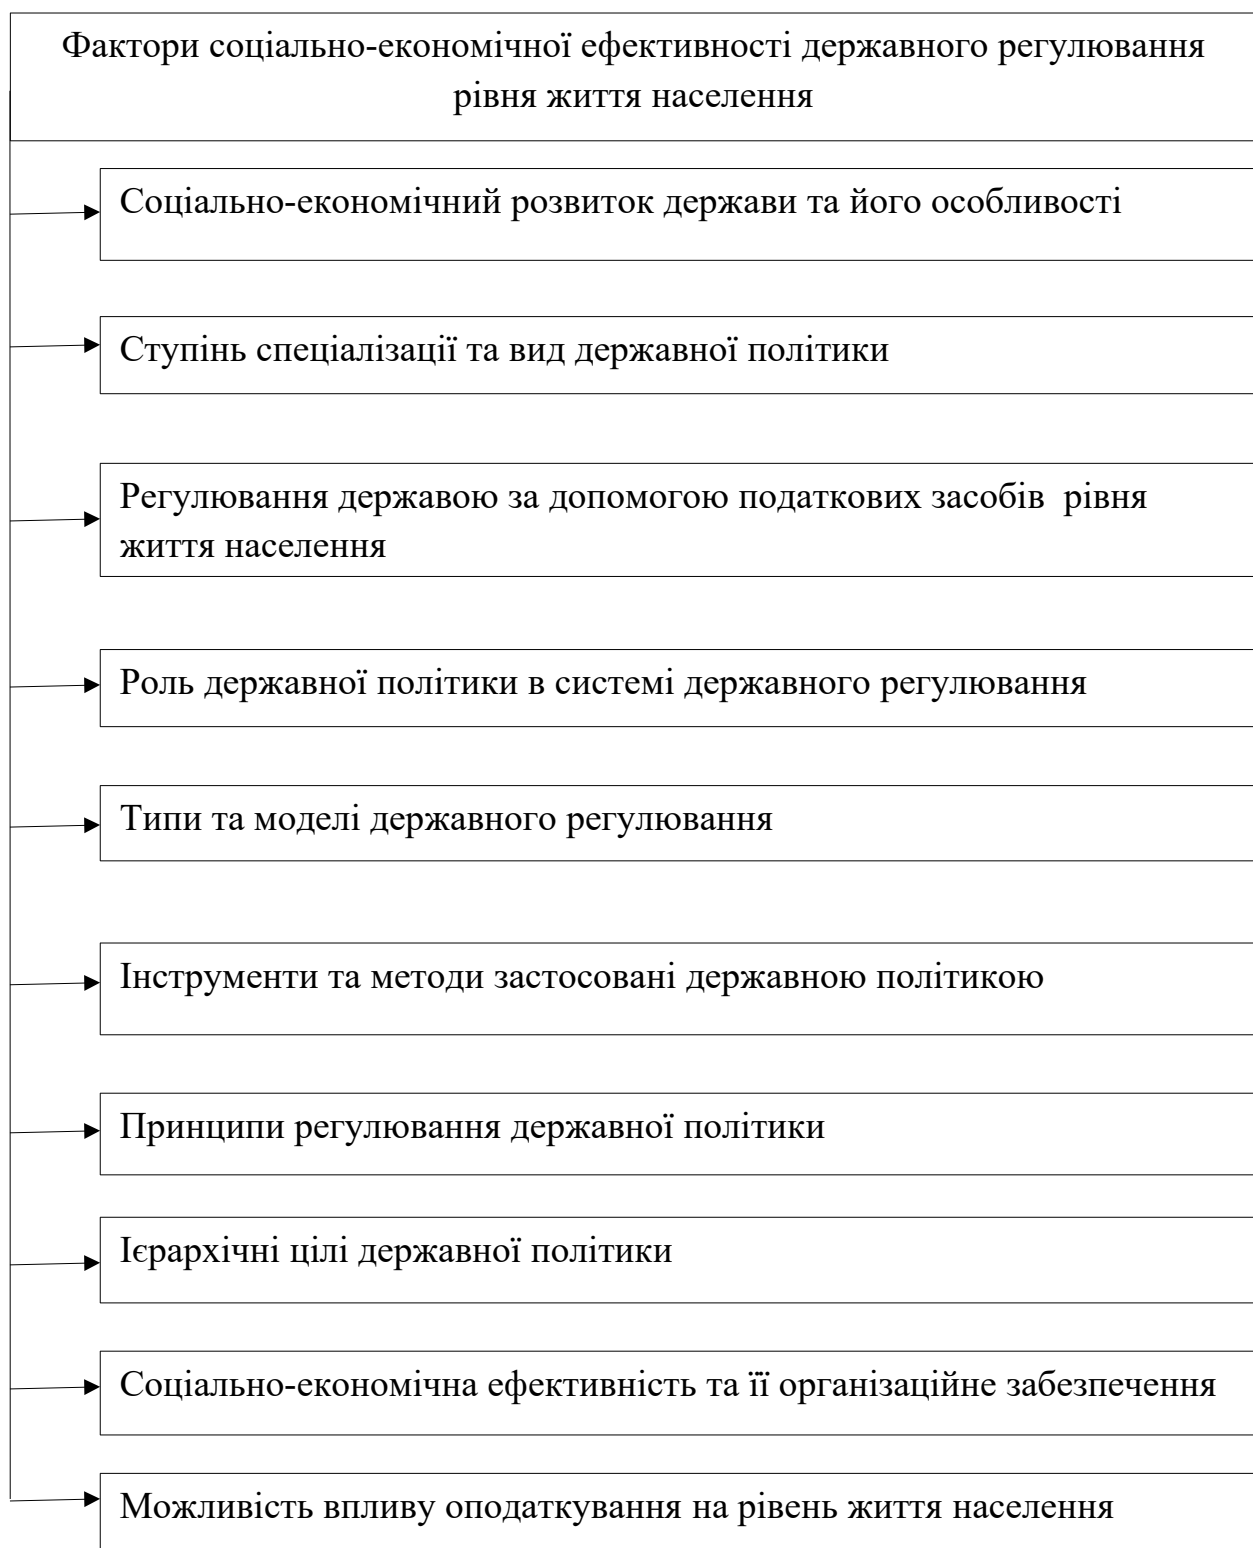 Фактори соціально-економічної ефективності державного регулювання
рівня життя населення
Соціально-економічний розвиток держави та його особливості
Ступінь спеціалізації та вид державної політики
Регулювання державою за допомогою податкових засобів  рівня
життя населення
Роль державної політики в системі державного регулювання
Типи та моделі державного регулювання
Інструменти та методи застосовані державною політикою
Принципи регулювання державної політики
Ієрархічні цілі державної політики
Соціально-економічна ефективність та її організаційне забезпечення
Можливість впливу оподаткування на рівень життя населення